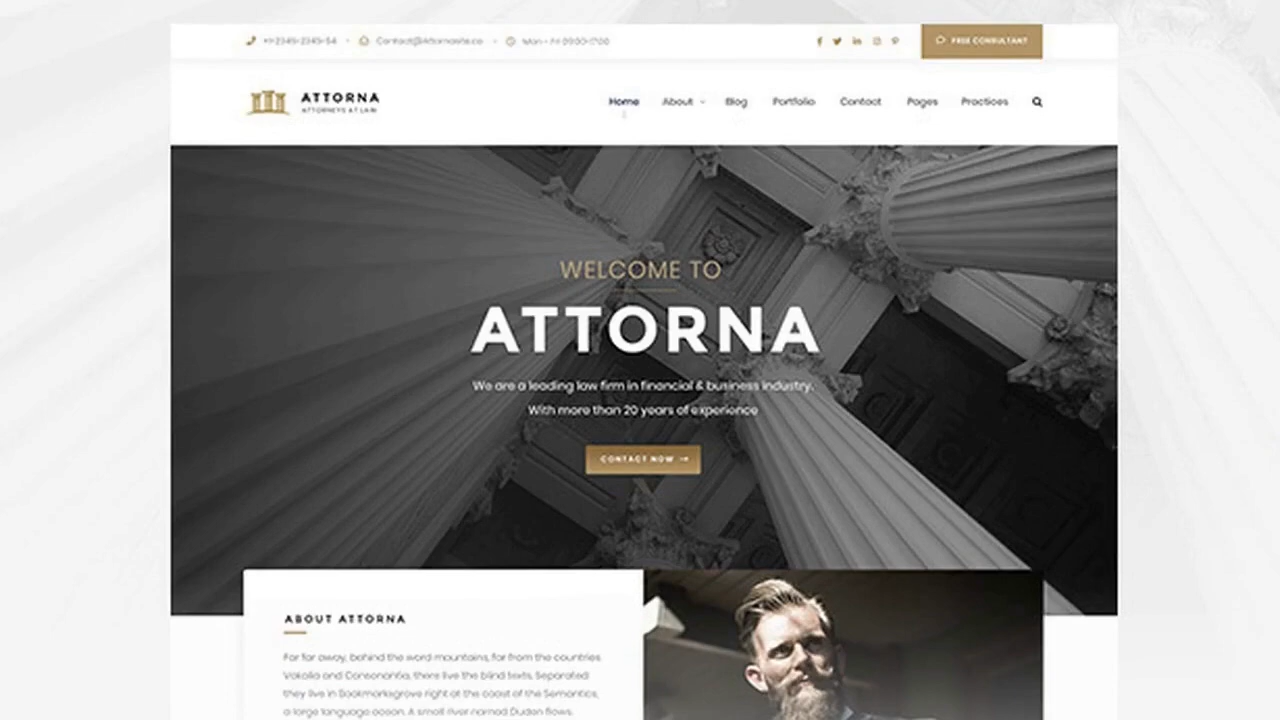 Contact@Attornasite.co
FREE CONSULTANT
ATTORNA
ATTORNEYS AT LAW
Home
About
Blog
Portfolio
Contact
Pages
Practices
WELCOME TO
ATTORNA
We are a leading law firm in financial & business industry.
With more than 20 years of experience
CONTACT NOW
ABOUT ATTORNA
Far far away, behind the word mountains, far from the countries
Vokalia and Consonantia, there live the blind texts. Separated
they live in Bookmarksgrove right at the coast of the Semantics,
a large language ocean. A small river named Duden flows.